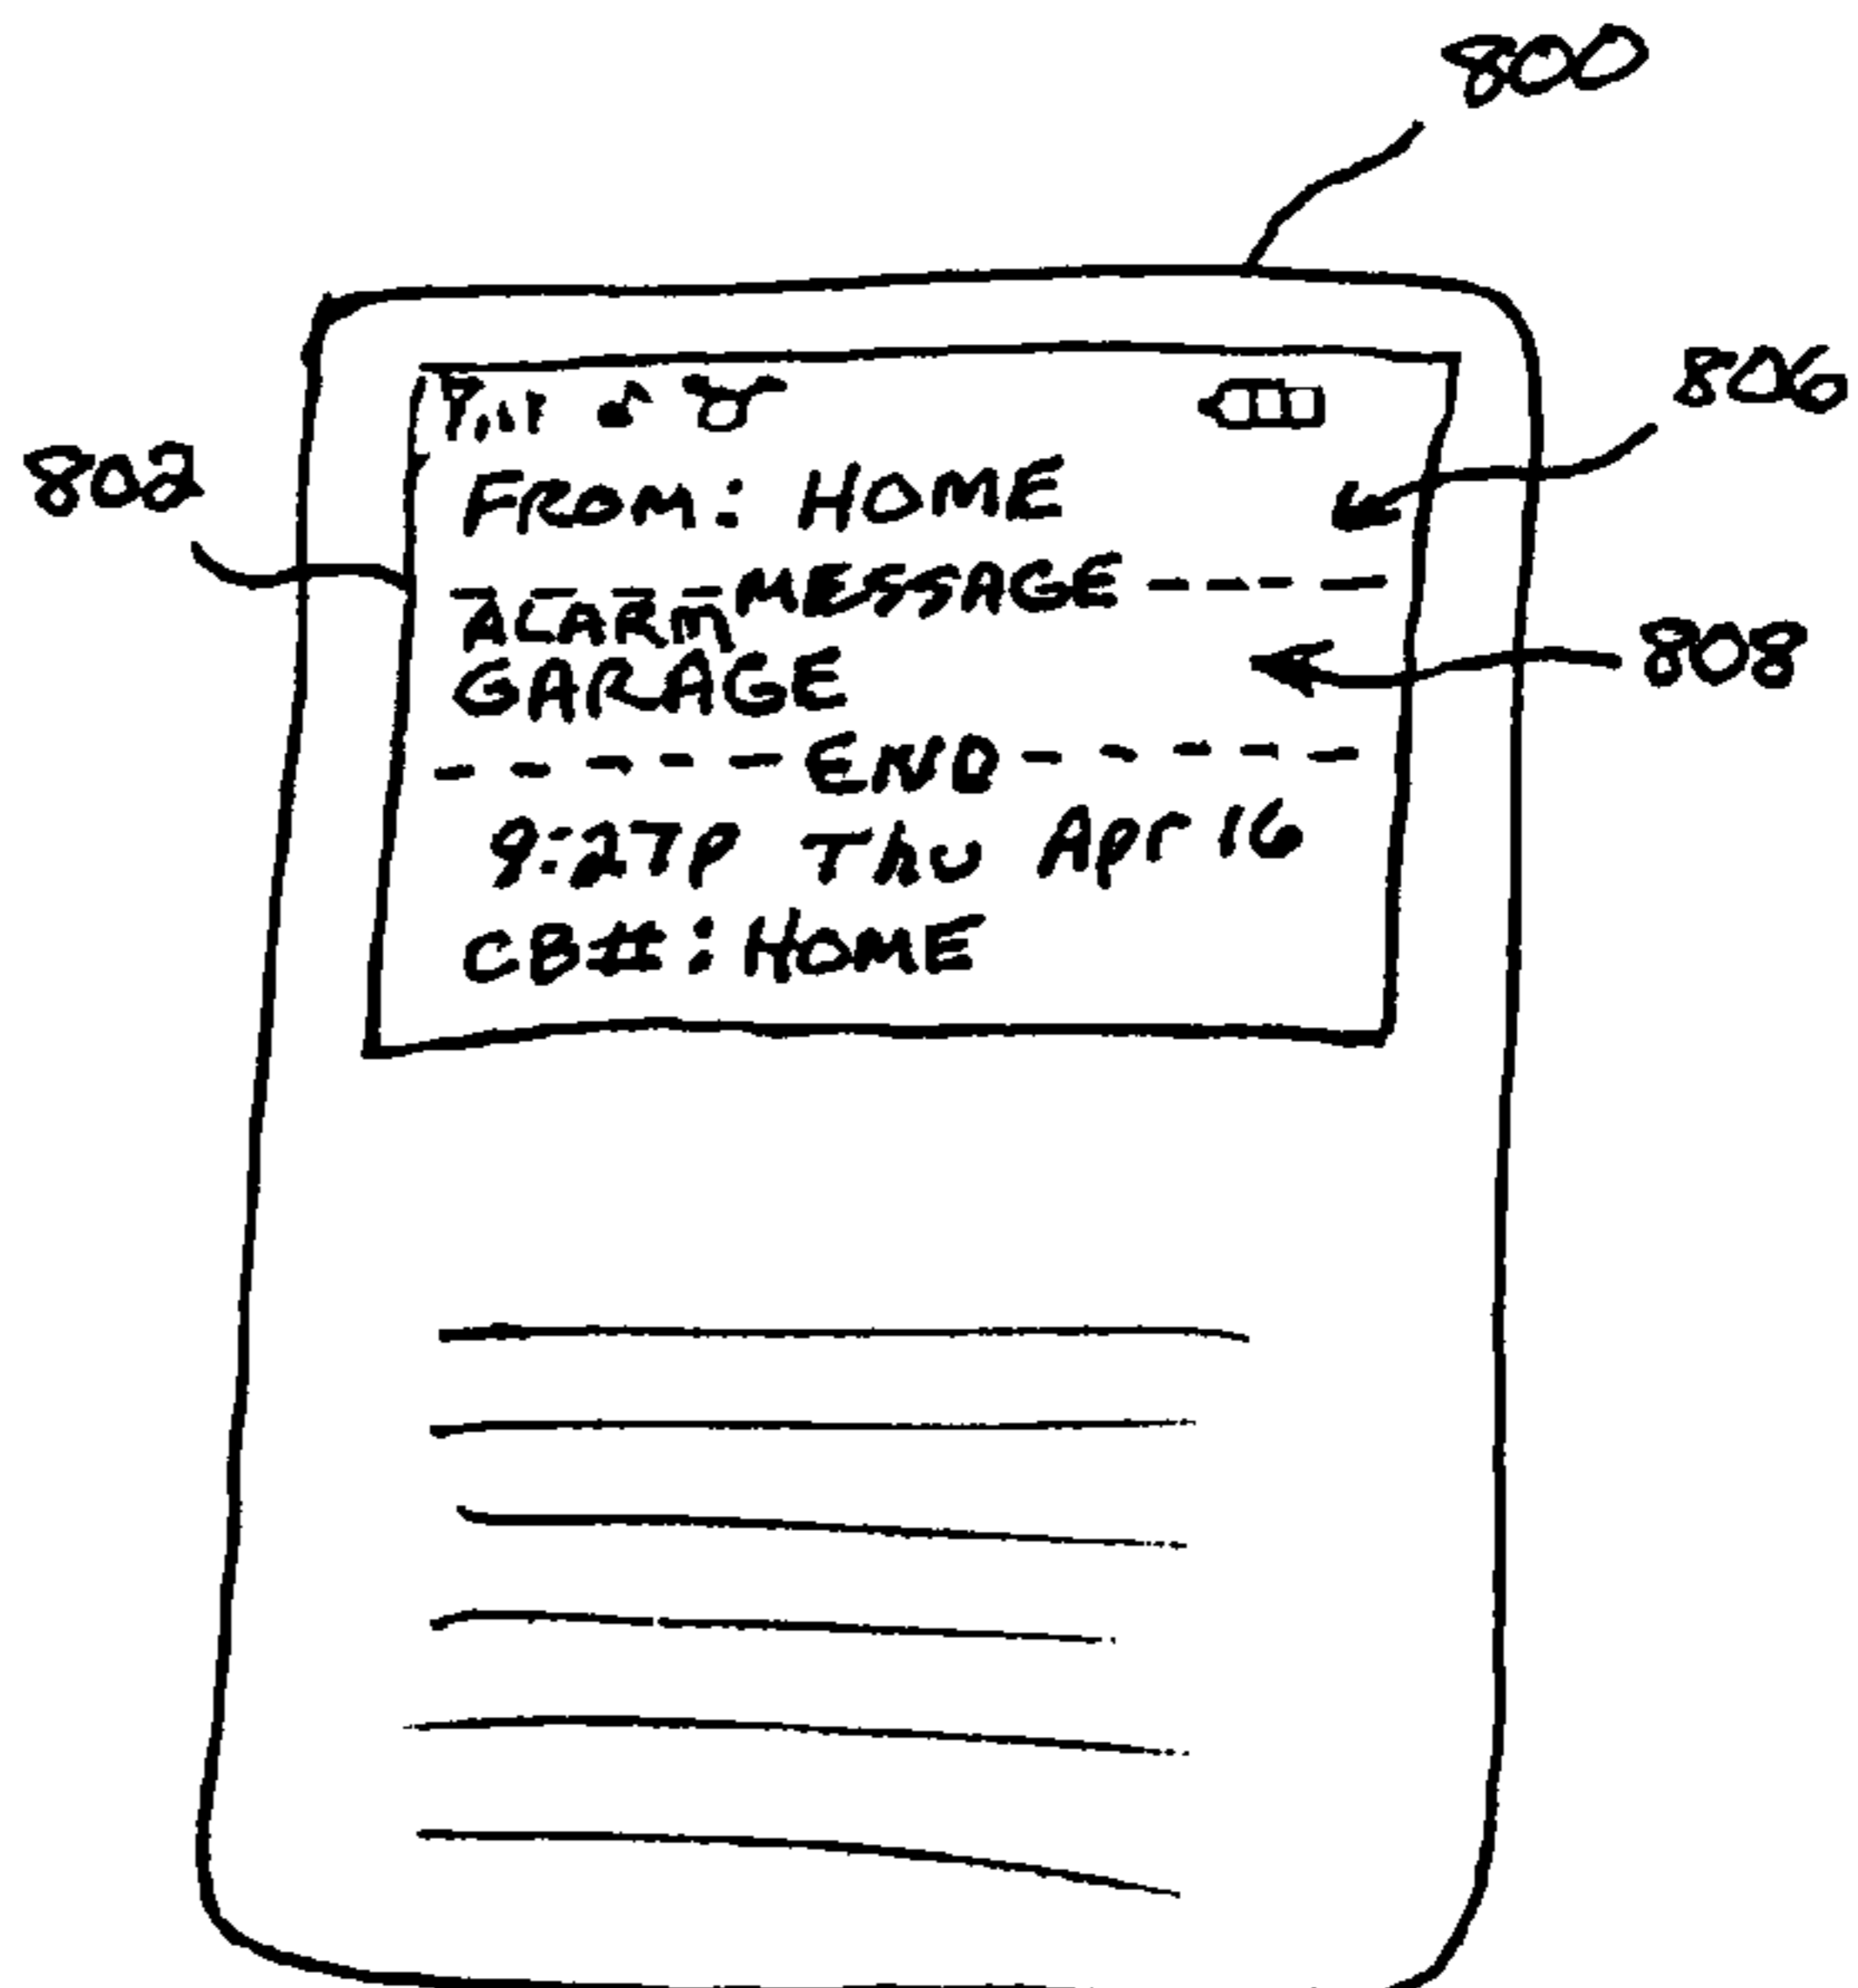 800
806
802
FROM: HOME
- - - - MESSAGE - - - -
ALARM
808
GARAGE
- - - - - END - - - - -
9:27P Thu Apr 16
CB#: HOME